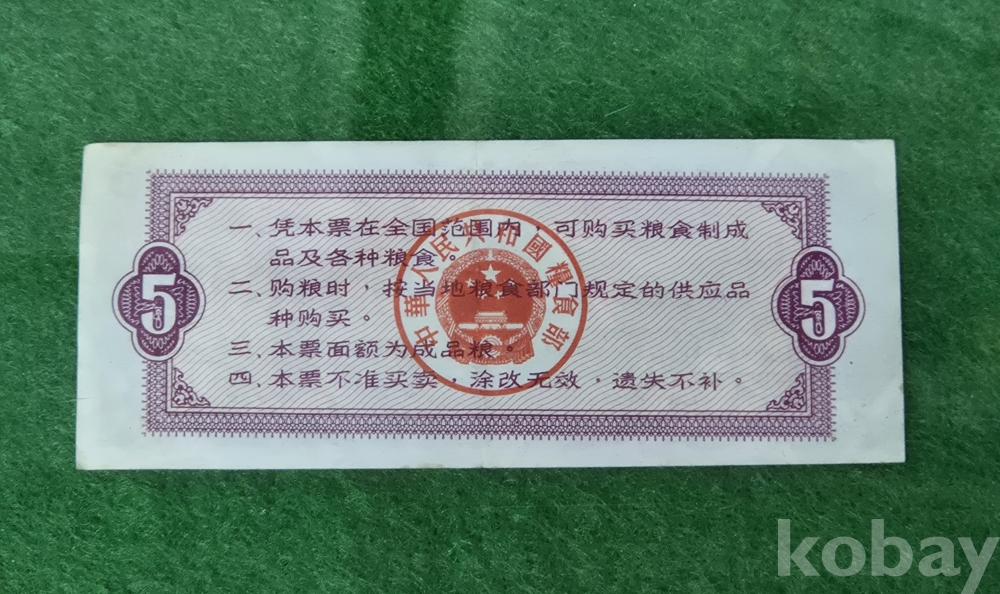 一、凭本票在全国范围内，可购买粮食制成
品及各种粮食。
二、购粮时，按当地粮食部门规定的供应品
种购买。
三、本票面额为成品粮。
四、本票不准买卖，涂改无效，遗失不补。
5
5
中華人民共和國糧食部
kobay